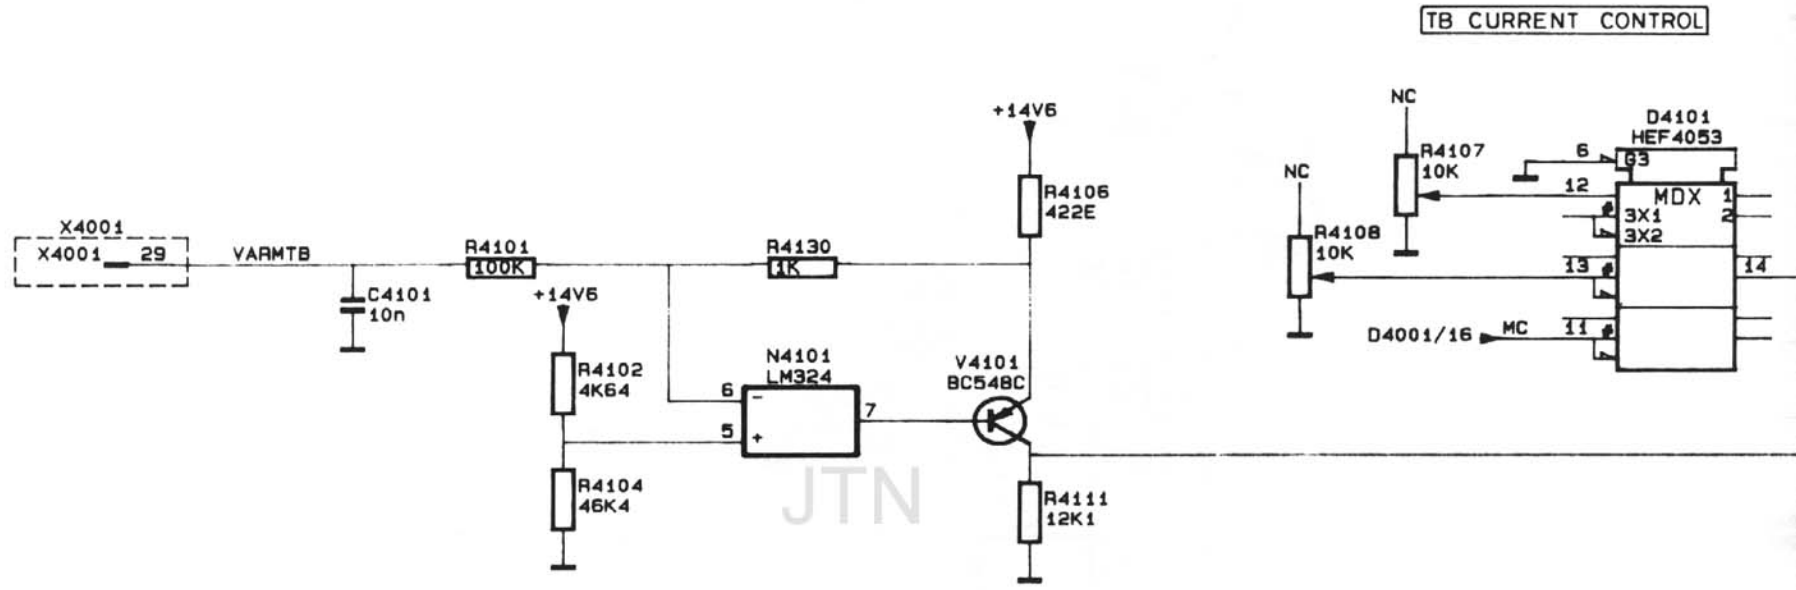 TB CURRENT CONTROL
NC
+14V6
D4101
HEF4053
R4107
10K
6
G3
NC
12
MDX
1
R4106
422E
#
3X1
2
3X2
X4001
R4108
10K
X4001
29
VARMTB
R4101
100K
R4130
1K
13
#
14
C4101
10n
+14V6
D4001/16
MC
11
#
R4102
4K64
N4101
LM324
V4101
BC548C
6
-
7
5
+
R4104
46K4
JTN
R4111
12K1